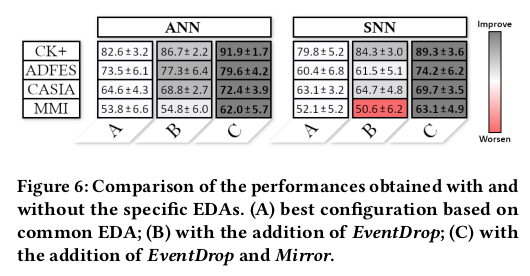 ANN SNN Improve
CK+ 82.6±3.2 86.7±2.2 91.9±1.7 79.8±5.2 84.3±3.0 89.3±3.6
ADFES 73.5±6.1 77.3±6.4 79.6±4.2 60.4±6.8 61.5±5.1 74.2±6.2
CASIA 64.6±4.3 68.8±2.7 72.4±3.9 63.1±3.2 64.7±4.8 69.7±3.5
MMI 53.8±6.6 54.8±6.0 62.0±5.7 52.1±5.2 50.6±6.2 63.1±4.9
A B C A B C Worsen
Figure 6: Comparison of the performances obtained with and
without the specific EDAs. (A) best configuration based on
common EDA; (B) with the addition of EventDrop; (C) with
the addition of EventDrop and Mirror.